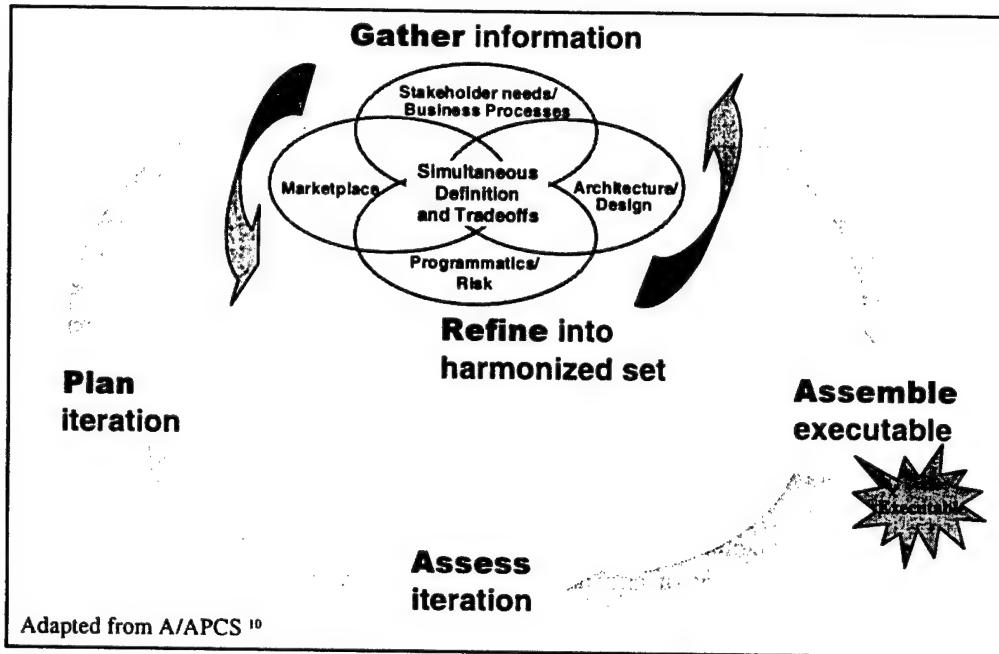 Gather information
Stakeholder needs/
Business Processes
Marketplace
Simultaneous
Definition
and Tradeoffs
Architecture/
Design
Programmatics/
Risk
Refine into
harmonized set
Plan
iteration
Assemble
executable
Executable
Assess
iteration
Adapted from A/APCS 10